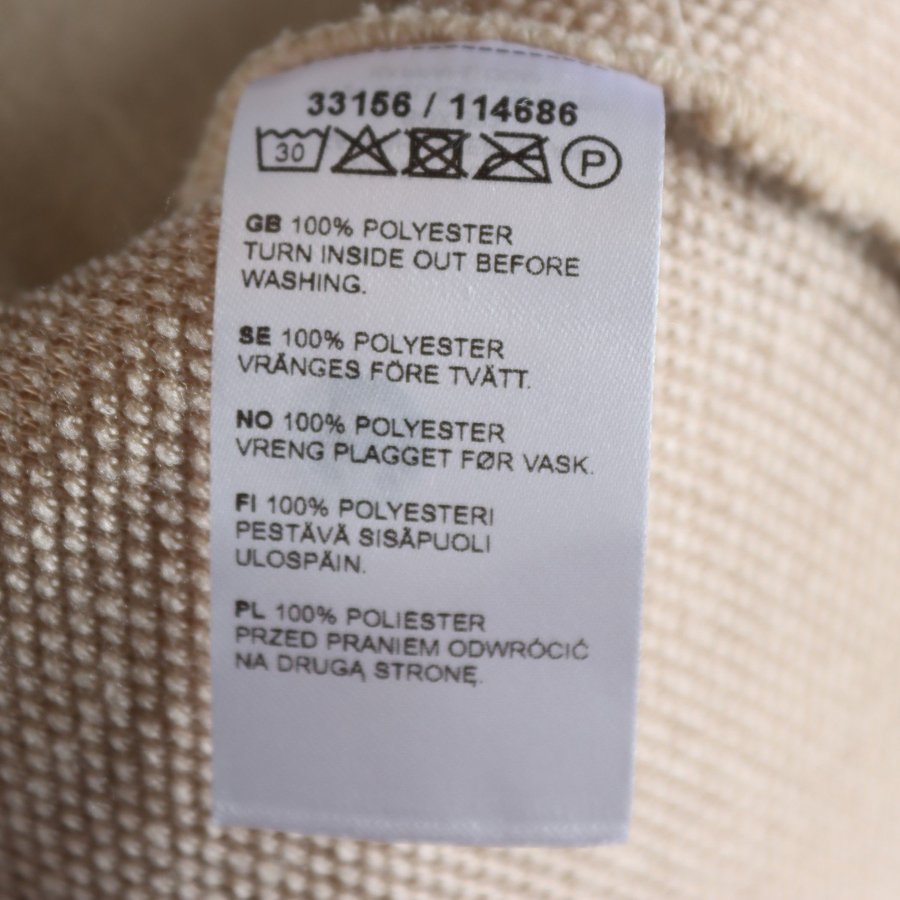 33156 / 114686
30 P
GB 100% POLYESTER
TURN INSIDE OUT BEFORE
WASHING.
SE 100% POLYESTER
VRÄNGES FÖRE TVÄTT.
NO 100% POLYESTER
VRENG PLAGGET FØR VASK.
FI 100% POLYESTERI
PESTÄVÄ SISÄPUOLI
ULOSPÄIN.
PL 100% POLIESTER
PRZED PRANIEM ODWRÓCIĆ
NA DRUGĄ STRONĘ.